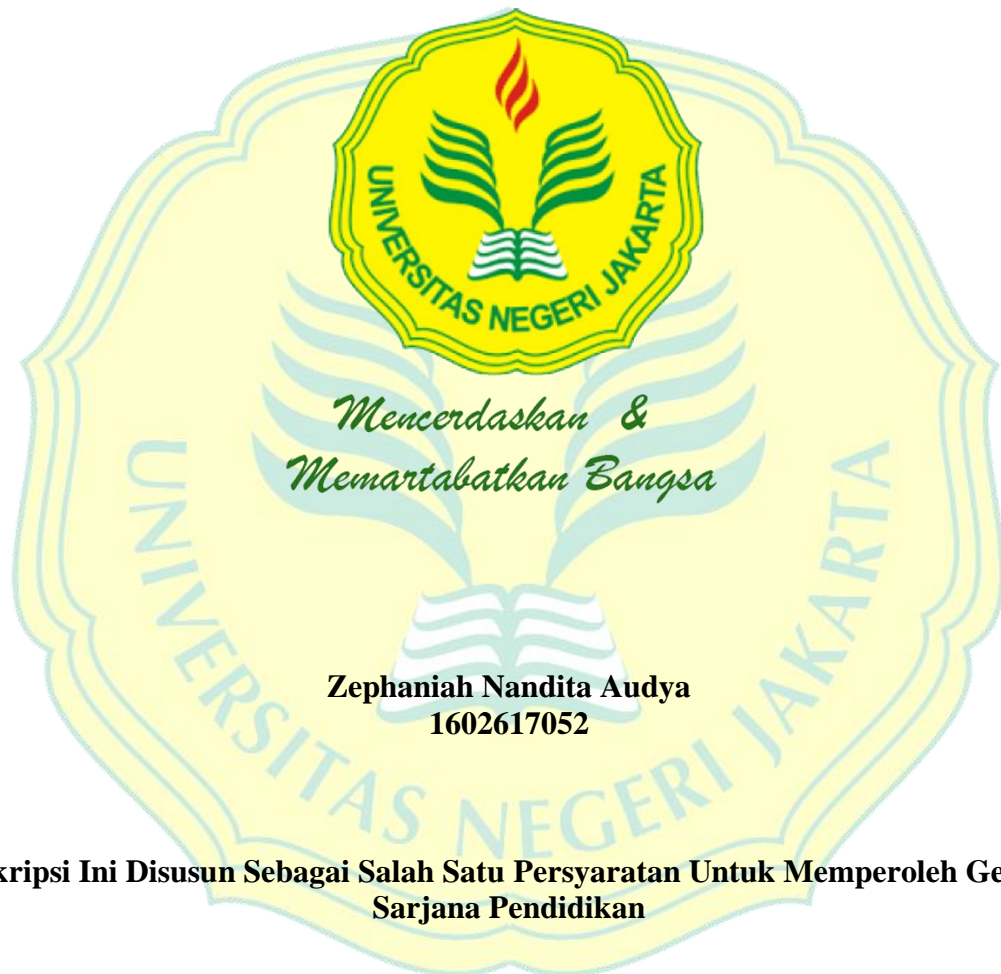 UNIVERSITAS NEGERI JAKARTA
Mencerdaskan &
Memartabatkan Bangsa
UNIVERSITAS NEGERI JAKARTA
Zephaniah Nandita Audya
1602617052
kripsi Ini Disusun Sebagai Salah Satu Persyaratan Untuk Memperoleh Ge
Sarjana Pendidikan